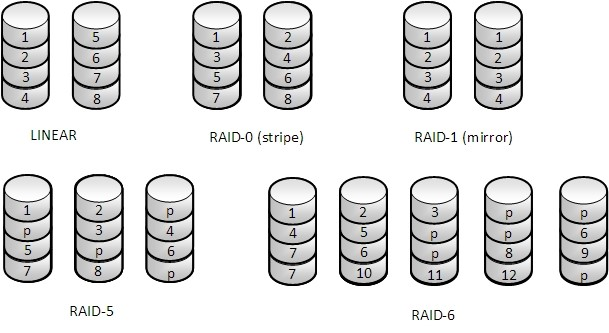 1 5 1 2 1 1
2 6 3 4 2 2
3 7 5 6 3 3
4 8 7 8 4 4
LINEAR RAID-0 (stripe) RAID-1 (mirror)
1 2 p 1 2 3 p p
p 3 4 4 5 p p 6
5 p 6 7 6 p 8 9
7 8 p 7 10 11 12 p
RAID-5 RAID-6